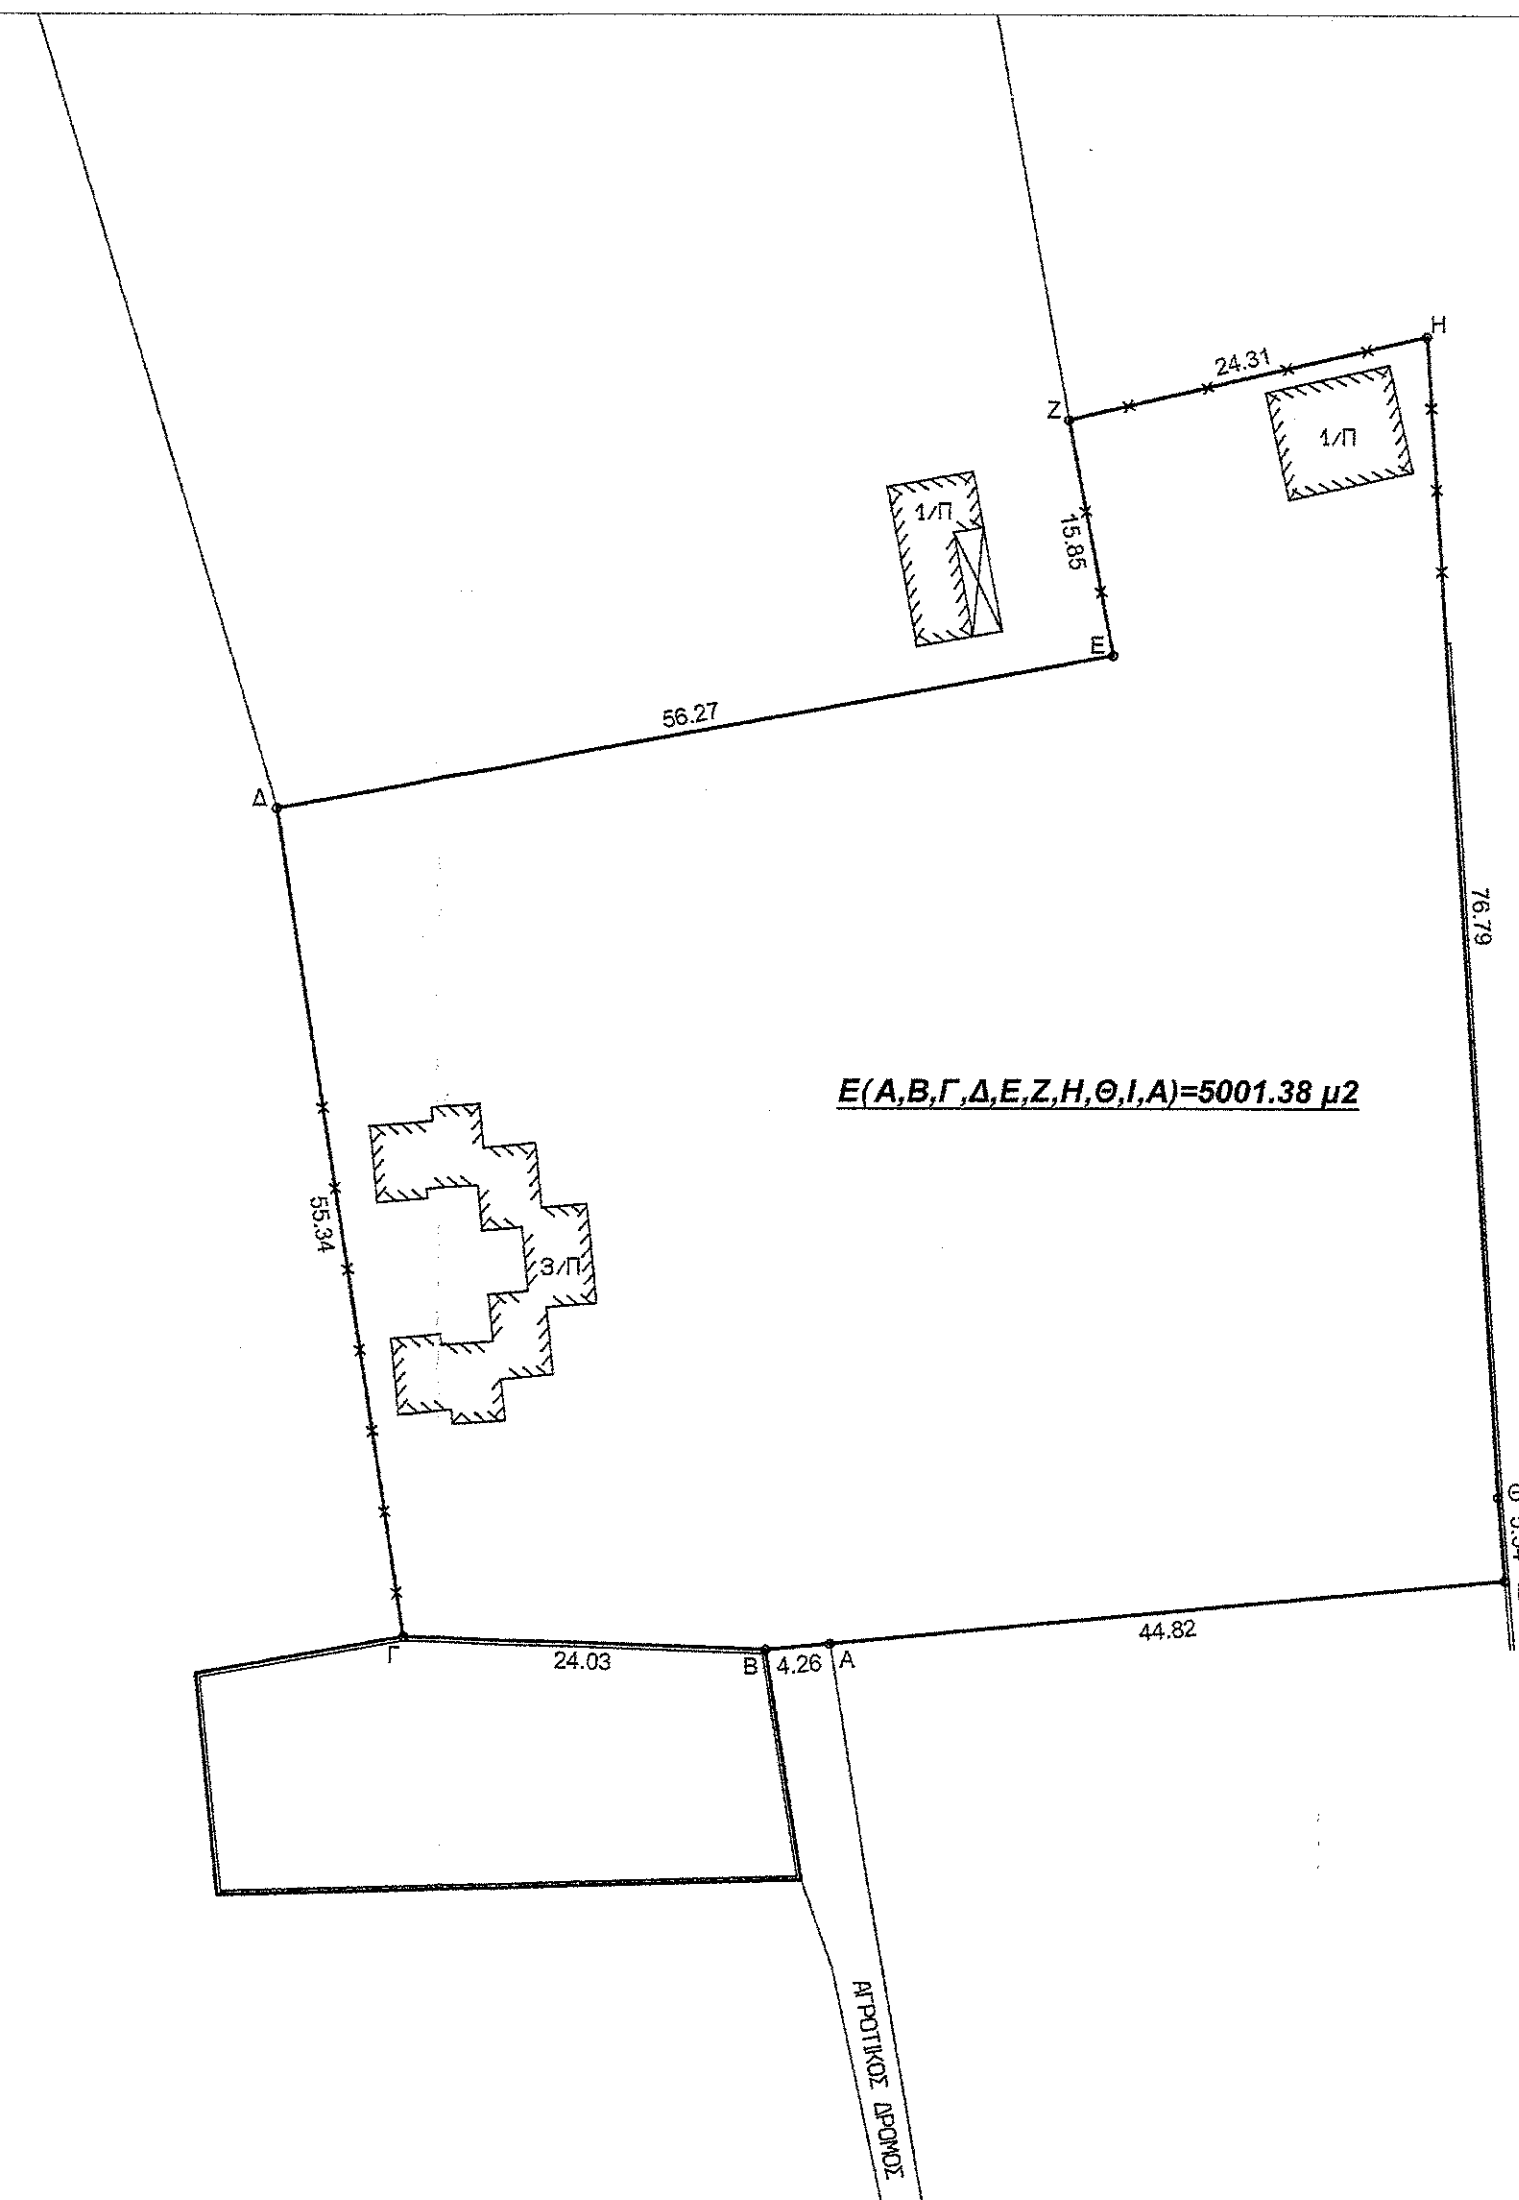 Η
24.31
Ζ
1/Π
1/Π
15.85
Ε
56.27
Δ
76.79
Ε(Α,Β,Γ,Δ,Ε,Ζ,Η,Θ,Ι,Α)=5001.38 μ2
55.34
3/Π
Θ
44.82
Γ
24.03
Β
4.26
Α
ΑΓΡΟΤΙΚΟΣ ΔΡΟΜΟΣ